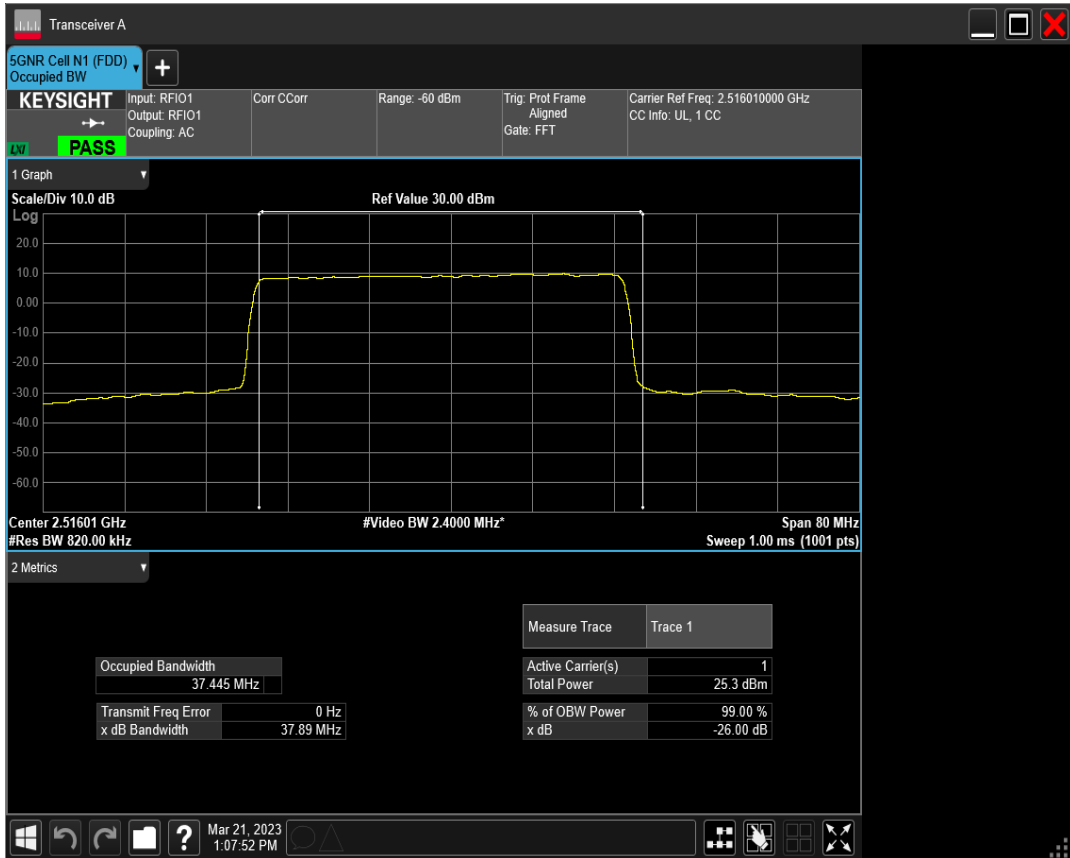 Transceiver A
5GNR Cell N1 (FDD)
Occupied BW
+
KEYSIGHT
LXI
PASS
Input: RFIO1
Output: RFIO1
Coupling: AC
Corr CCorr
Range: -60 dBm
Trig: Prot Frame
Aligned
Gate: FFT
Carrier Ref Freq: 2.516010000 GHz
CC Info: UL, 1 CC
1 Graph
Scale/Div 10.0 dB
Ref Value 30.00 dBm
Log
20.0
10.0
0.00
-10.0
-20.0
-30.0
-40.0
-50.0
-60.0
Center 2.51601 GHz
#Video BW 2.4000 MHz*
Span 80 MHz
#Res BW 820.00 kHz
Sweep 1.00 ms (1001 pts)
2 Metrics
Measure Trace Trace 1
Occupied Bandwidth
37.445 MHz
Transmit Freq Error 0 Hz
x dB Bandwidth 37.89 MHz
Active Carrier(s) 1
Total Power 25.3 dBm
% of OBW Power 99.00 %
x dB -26.00 dB
?
Mar 21, 2023
1:07:52 PM